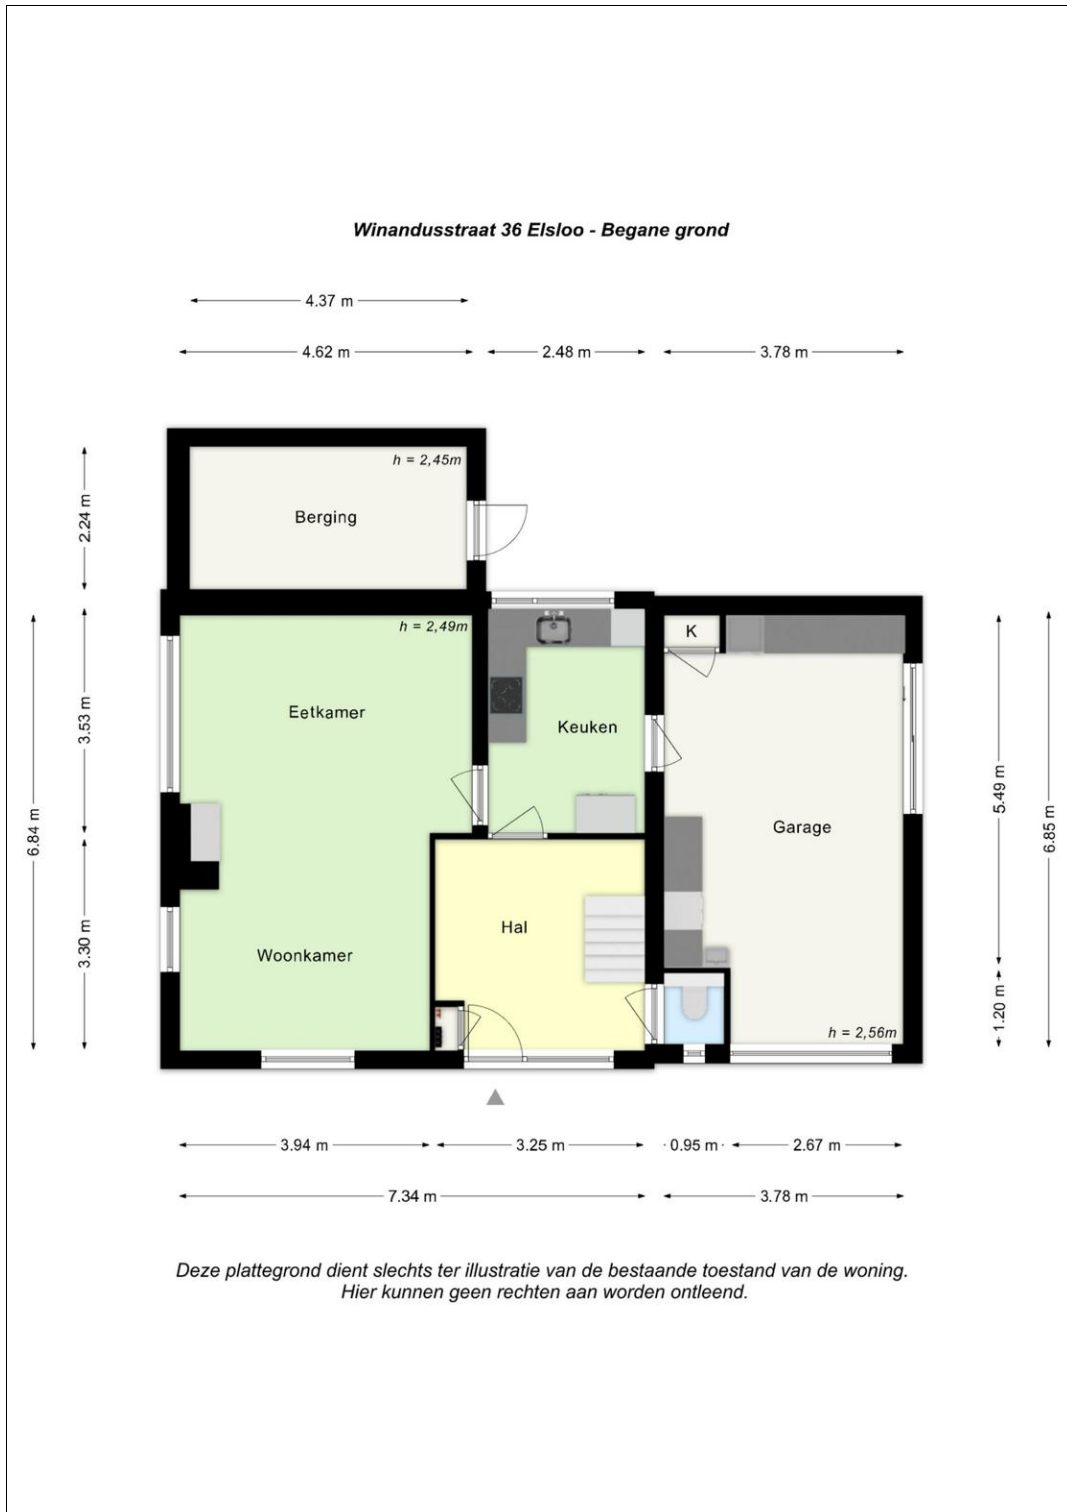 Winandusstraat 36 Elsloo - Begane grond
4.37 m
4.62 m
2.48 m
3.78 m
h = 2,45m
Berging
2.24 m
h = 2,49m
K
Eetkamer
Keuken
3.53 m
5.49 m
6.84 m
6.85 m
Garage
Hal
3.30 m
Woonkamer
1.20 m
h = 2,56m
3.94 m
3.25 m
0.95 m
2.67 m
7.34 m
3.78 m
Deze plattegrond dient slechts ter illustratie van de bestaande toestand van de woning.
Hier kunnen geen rechten aan worden ontleend.